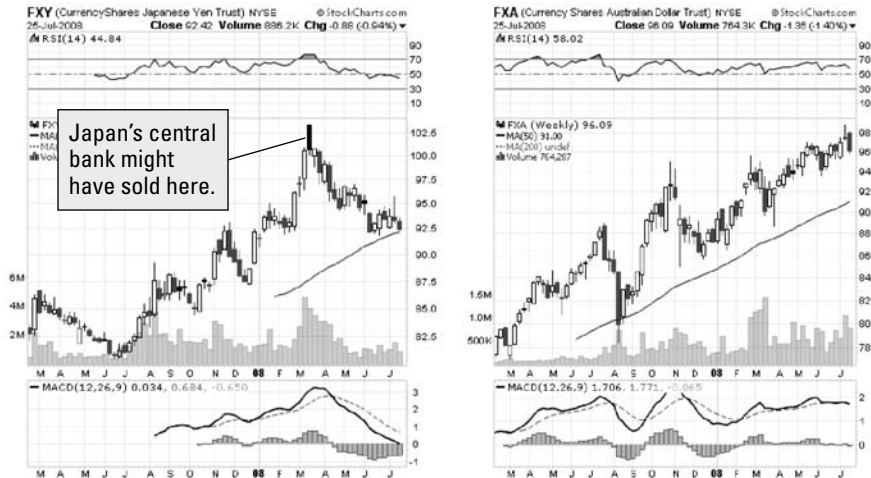 FXY (CurrencyShares Japanese Yen Trust) NYSE © StockCharts.com
25-Jul-2008 Close 92.42 Volume 886.2K Chg -0.88 (-0.94%)
RSI(14) 44.84
90
70
50
30
10
Japan's central
bank might
have sold here.
102.5
100.0
97.5
95.0
92.5
90.0
87.5
85.0
82.5
6M
4M
2M
M A M J J A S O N D 08 F M A M J J
MACD(12,26,9) 0.034, 0.684, -0.650
3
2
1
0
-1
M A M J J A S O N D 08 F M A M J J
FXA (Currency Shares Australian Dollar Trust) NYSE © StockCharts.com
25-Jul-2008 Close 96.09 Volume 764.3K Chg -1.36 (-1.40%)
RSI(14) 58.02
90
70
50
30
10
FXA (Weekly) 96.09
MA(50) 91.00
MA(200) undef
Volume 764,287
98
96
94
92
90
88
86
84
82
80
78
1.5M
1.0M
500K
M A M J J A S O N D 08 F M A M J J
MACD(12,26,9) 1.706, 1.771, -0.065
2
1
0
M A M J J A S O N D 08 F M A M J J